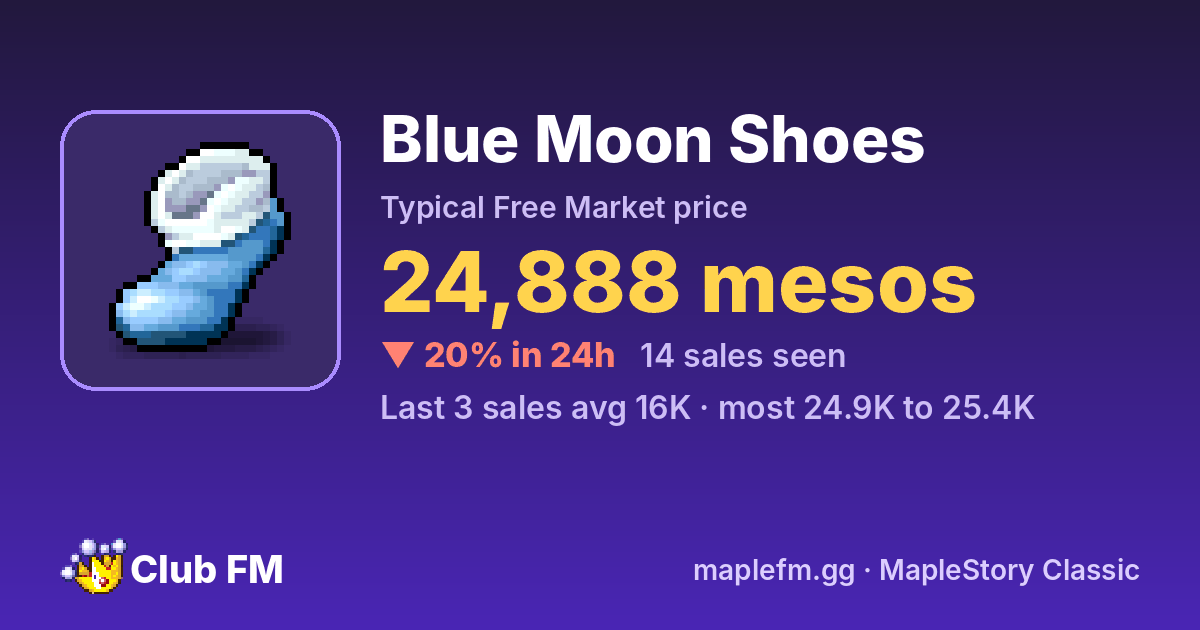 Blue Moon Shoes
Typical Free Market price
24,888 mesos
▼ 20% in 24h 14 sales seen
Last 3 sales avg 16K · most 24.9K to 25.4K
Club FM
maplefm.gg · MapleStory Classic